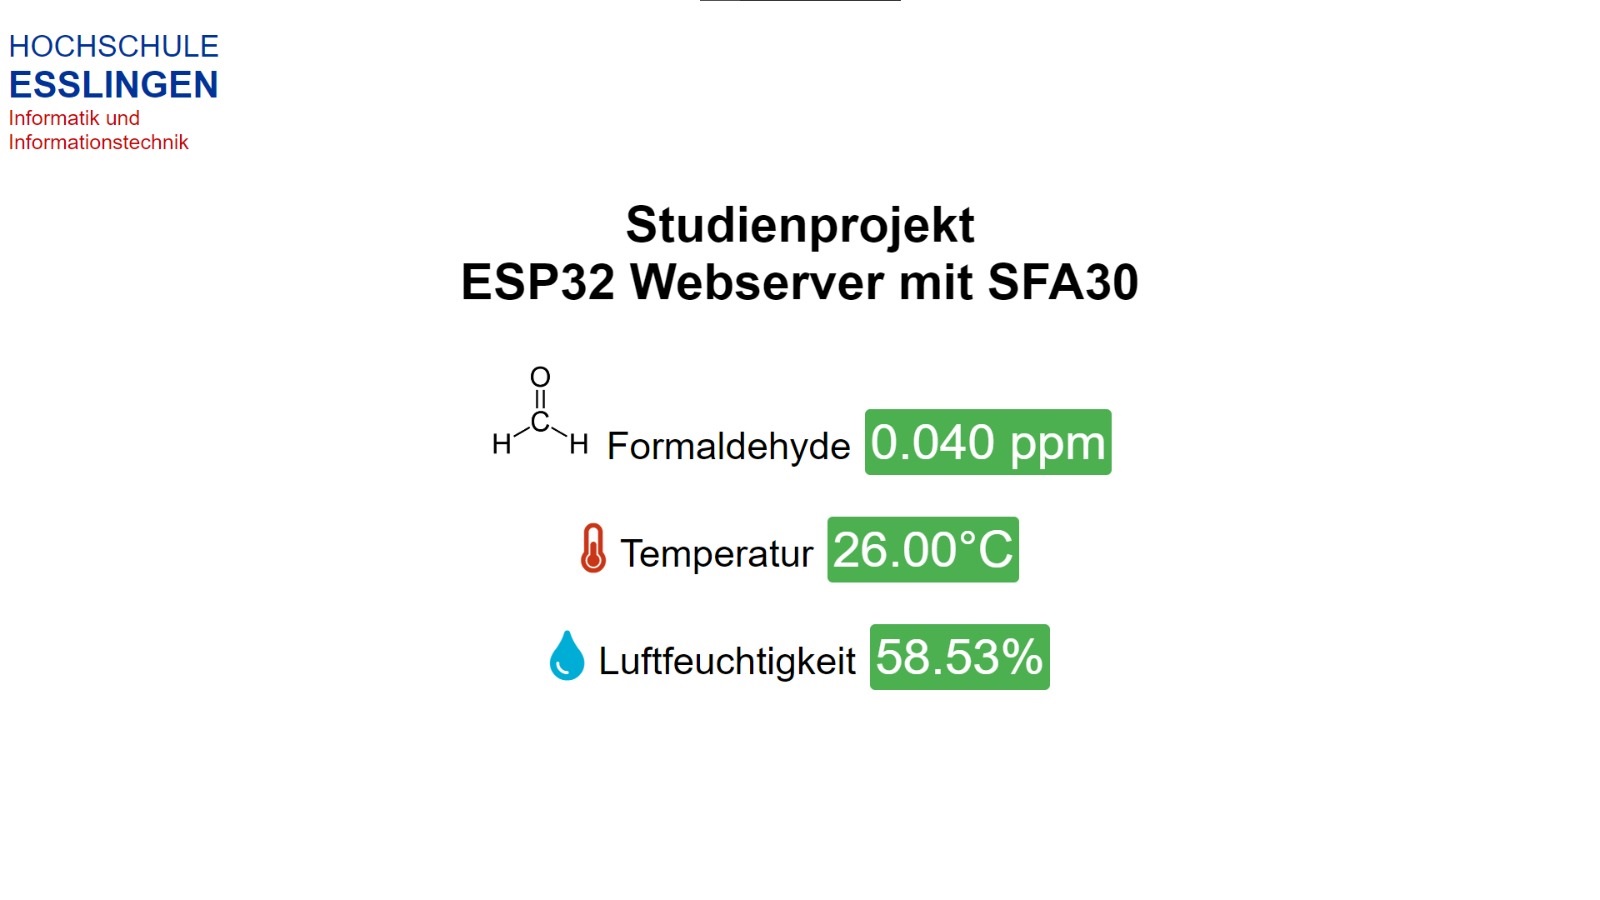 HOCHSCHULE
ESSLINGEN
Informatik und
Informationstechnik
Studienprojekt
ESP32 Webserver mit SFA30
O
C
H H Formaldehyde 0.040 ppm
Temperatur 26.00°C
Luftfeuchtigkeit 58.53%